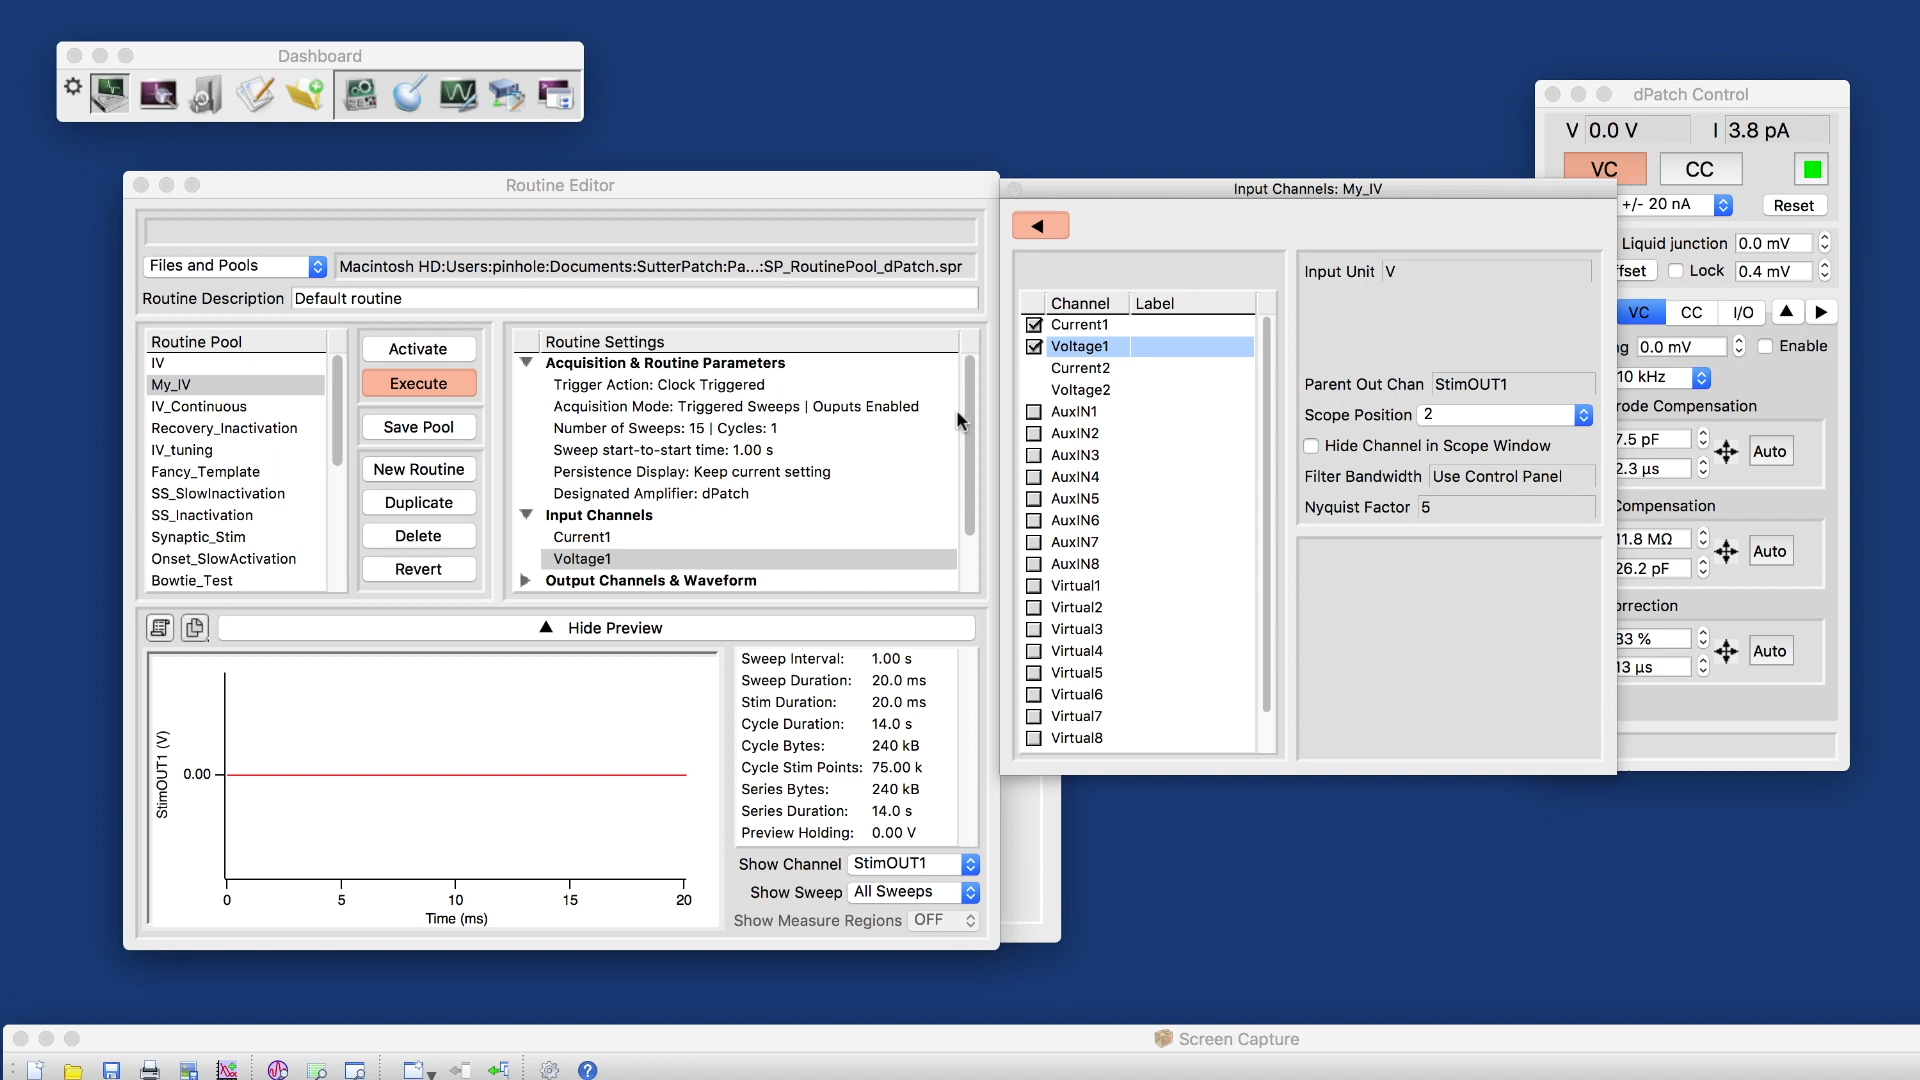 Dashboard
dPatch Control
V 0.0 V I 3.8 pA
VC CC
+/- 20 nA Reset
Liquid junction 0.0 mV
Lock 0.4 mV
VC CC I/O
0.0 mV Enable
10 kHz
7.5 pF
Auto
2.3 µs
11.8 MΩ
Auto
26.2 pF
83 %
Auto
13 µs
Routine Editor
Files and Pools Macintosh HD:Users:pinhole:Documents:SutterPatch:Pa...:SP_RoutinePool_dPatch.spr
Routine Description Default routine
Routine Pool
IV
My_IV
IV_Continuous
Recovery_Inactivation
IV_tuning
Fancy_Template
SS_SlowInactivation
SS_Inactivation
Synaptic_Stim
Onset_SlowActivation
Bowtie_Test
Activate
Execute
Save Pool
New Routine
Duplicate
Delete
Revert
Routine Settings
Acquisition & Routine Parameters
Trigger Action: Clock Triggered
Acquisition Mode: Triggered Sweeps | Ouputs Enabled
Number of Sweeps: 15 | Cycles: 1
Sweep start-to-start time: 1.00 s
Persistence Display: Keep current setting
Designated Amplifier: dPatch
Input Channels
Current1
Voltage1
Output Channels & Waveform
Hide Preview
StimOUT1 (V)
0.00
0 5 10 15 20
Time (ms)
Sweep Interval: 1.00 s
Sweep Duration: 20.0 ms
Stim Duration: 20.0 ms
Cycle Duration: 14.0 s
Cycle Bytes: 240 kB
Cycle Stim Points: 75.00 k
Series Bytes: 240 kB
Series Duration: 14.0 s
Preview Holding: 0.00 V
Show Channel StimOUT1
Show Sweep All Sweeps
Show Measure Regions OFF
Input Channels: My_IV
Channel Label
Current1
Voltage1
Current2
Voltage2
AuxIN1
AuxIN2
AuxIN3
AuxIN4
AuxIN5
AuxIN6
AuxIN7
AuxIN8
Virtual1
Virtual2
Virtual3
Virtual4
Virtual5
Virtual6
Virtual7
Virtual8
Input Unit V
Parent Out Chan StimOUT1
Scope Position 2
Hide Channel in Scope Window
Filter Bandwidth Use Control Panel
Nyquist Factor 5
Screen Capture